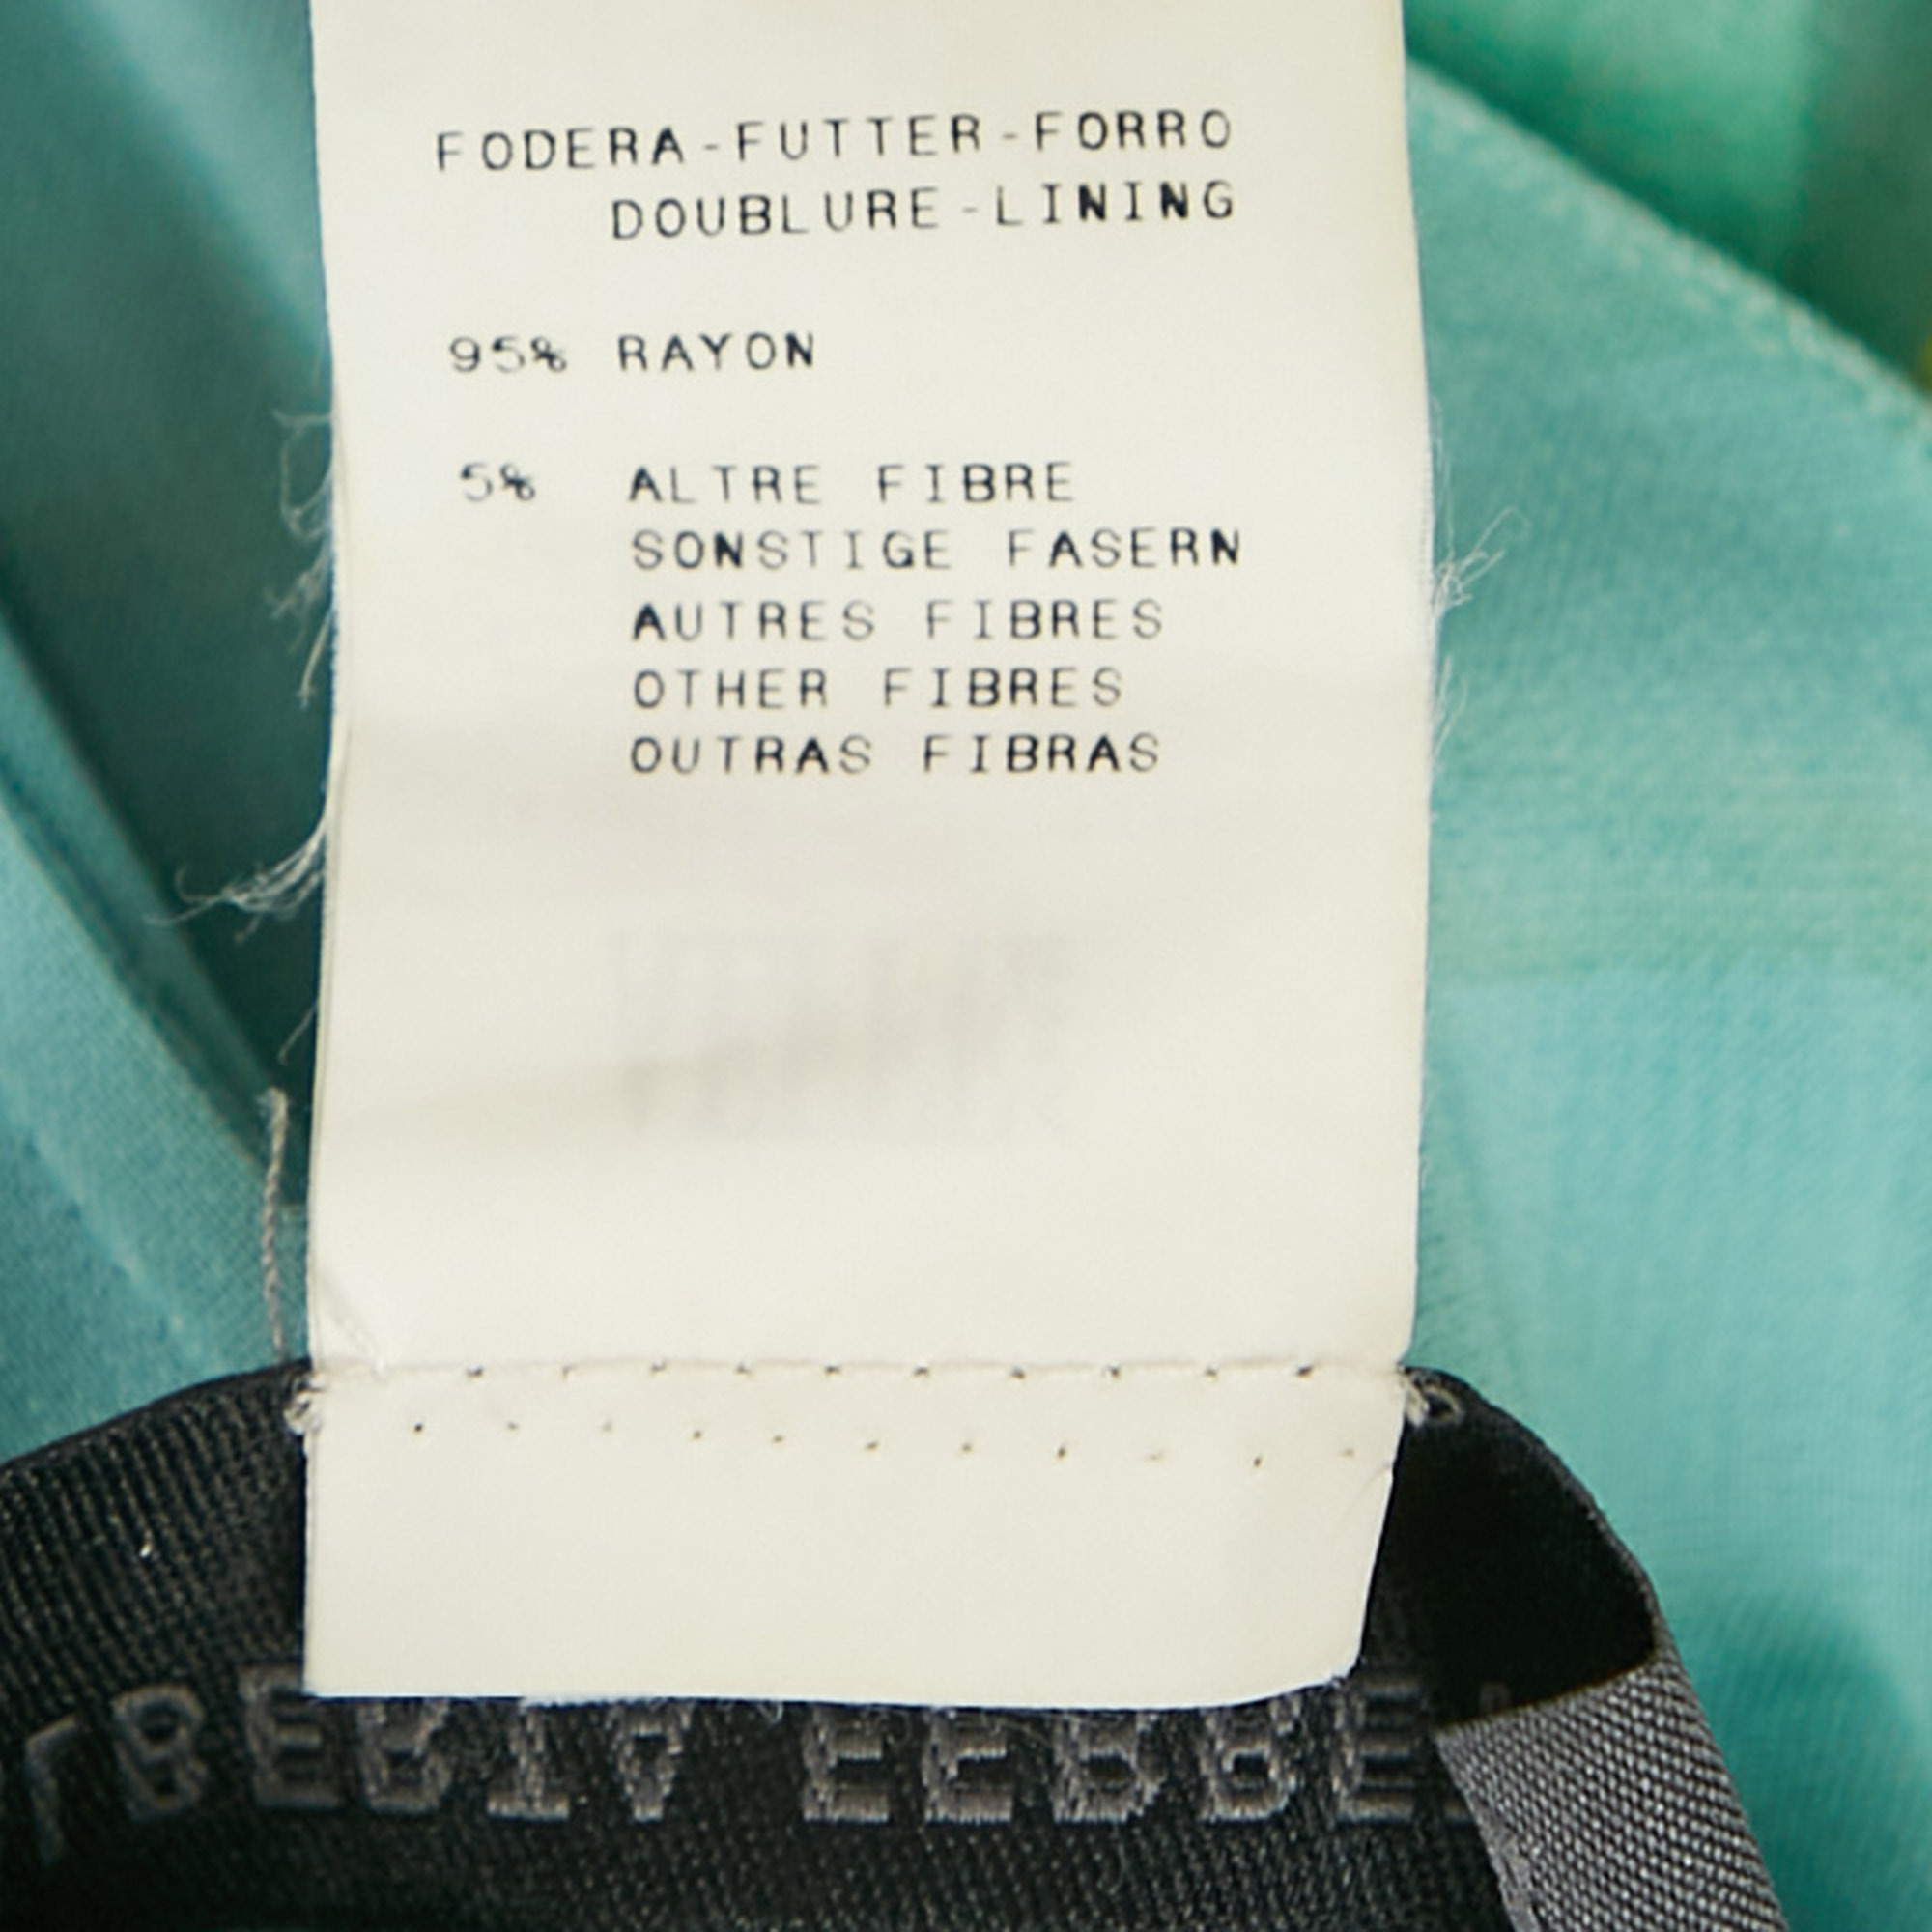 FODERA-FUTTER-FORRO
DOUBLURE-LINING
95% RAYON
5% ALTRE FIBRE
SONSTIGE FASERN
AUTRES FIBRES
OTHER FIBRES
OUTRAS FIBRAS